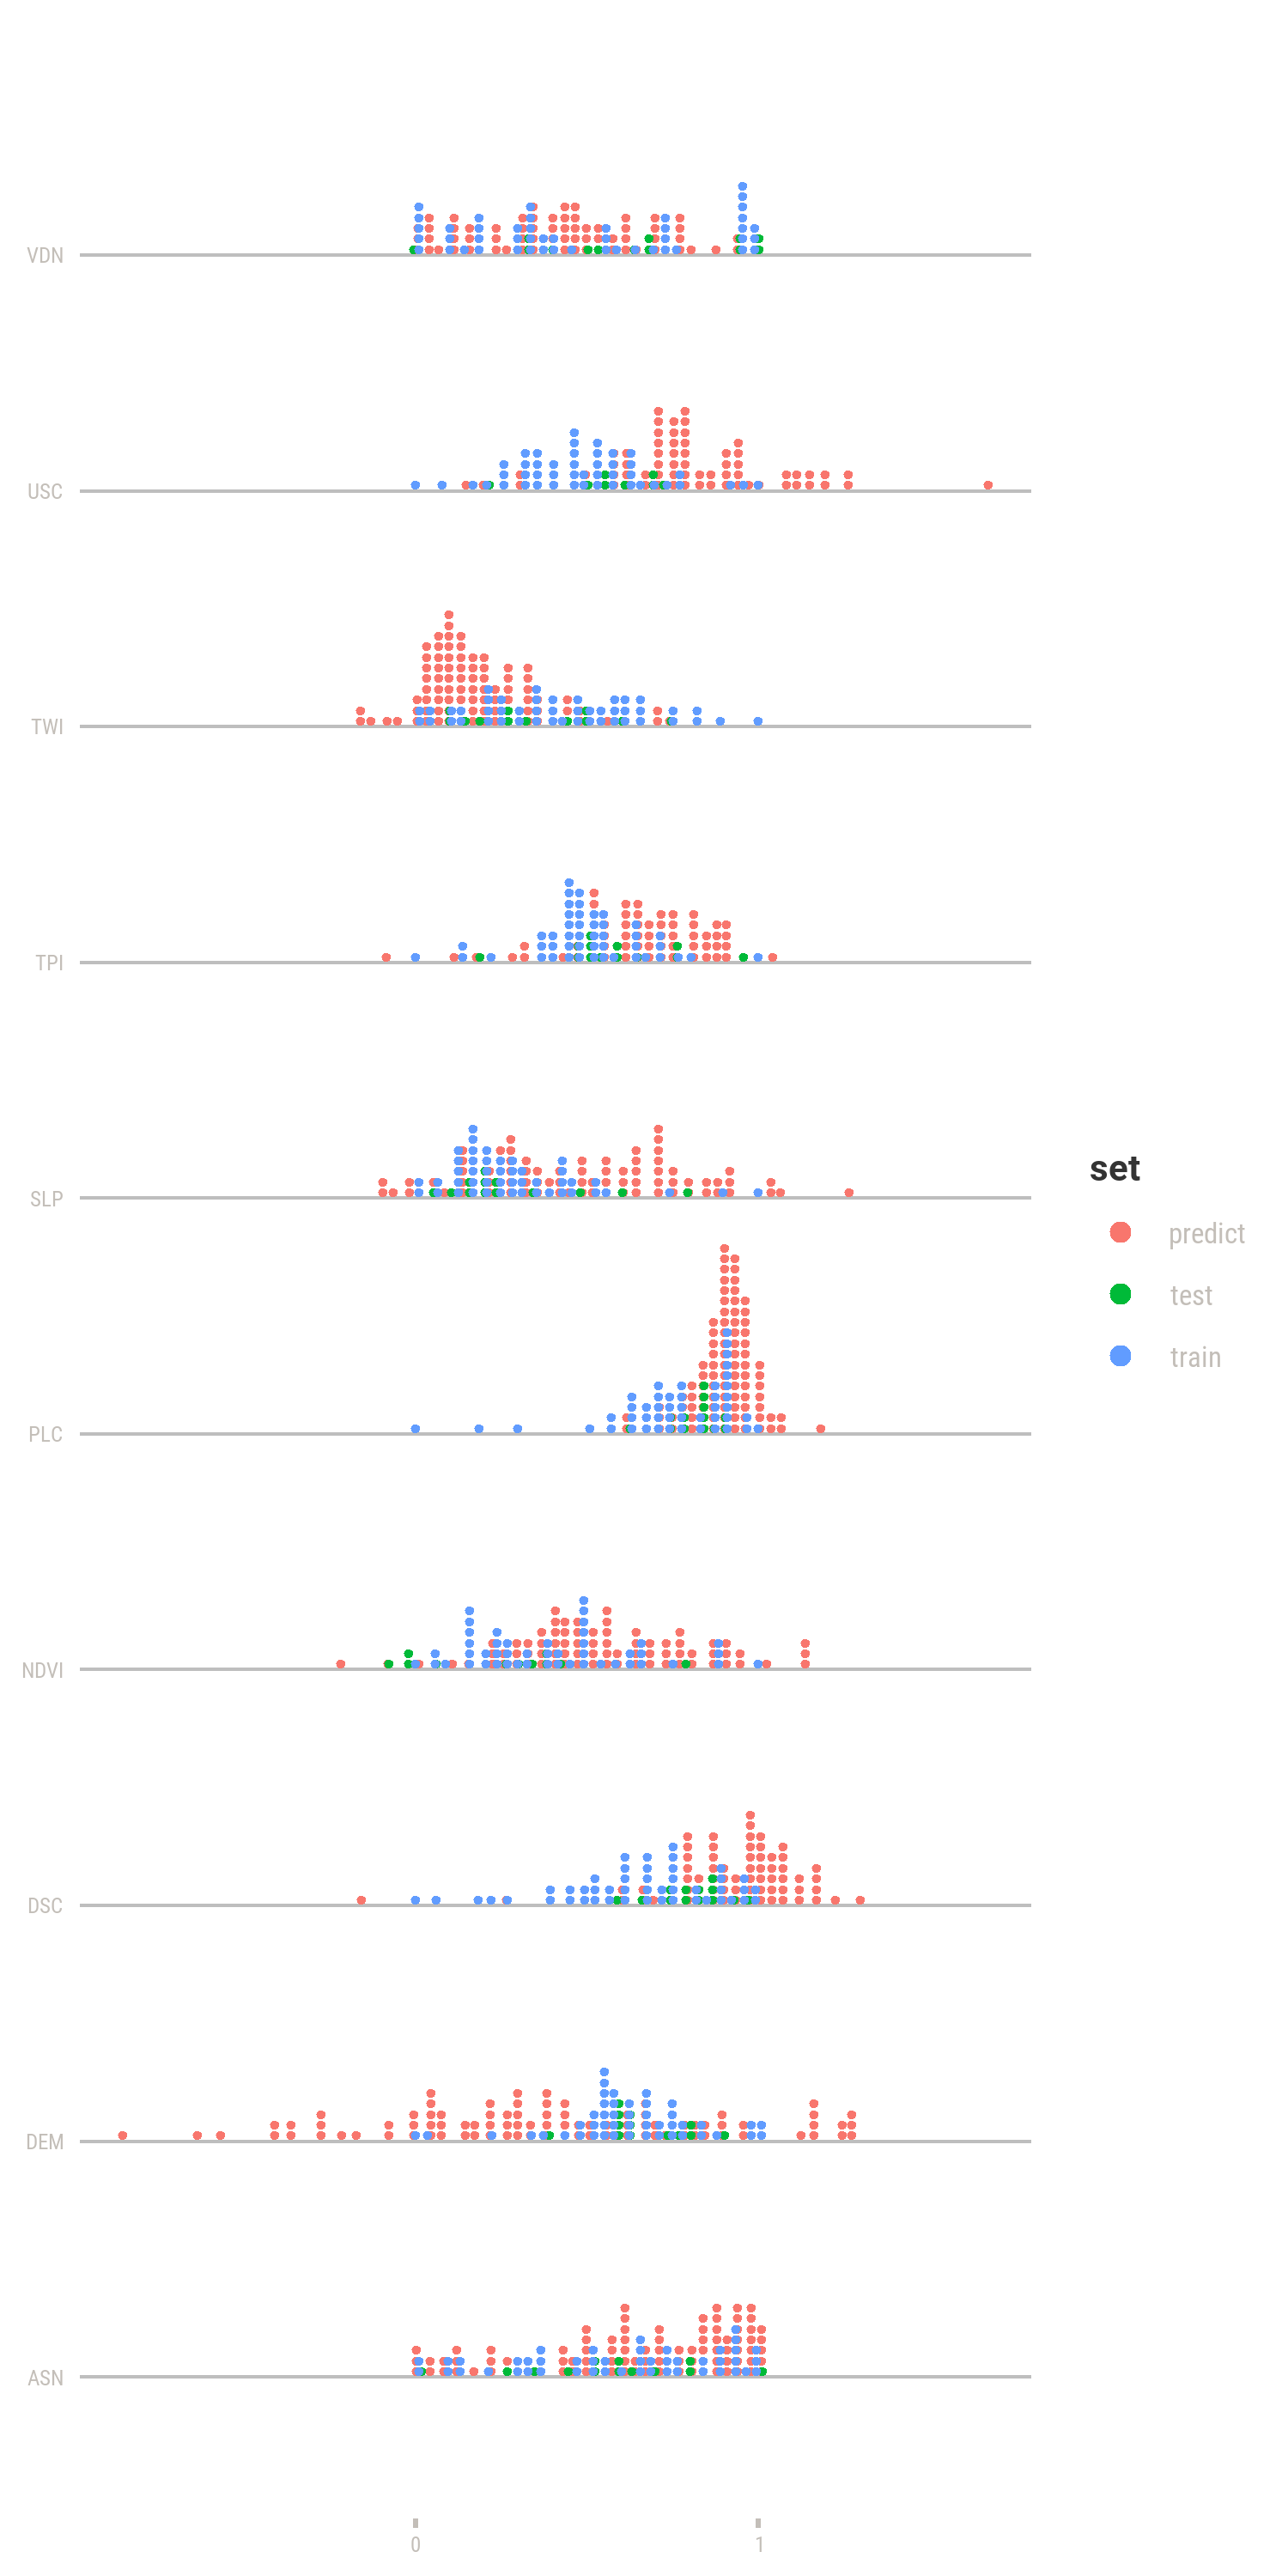 VDN
USC
TWI
TPI
SLP
PLC
NDVI
DSC
DEM
ASN
0 1
set
predict
test
train